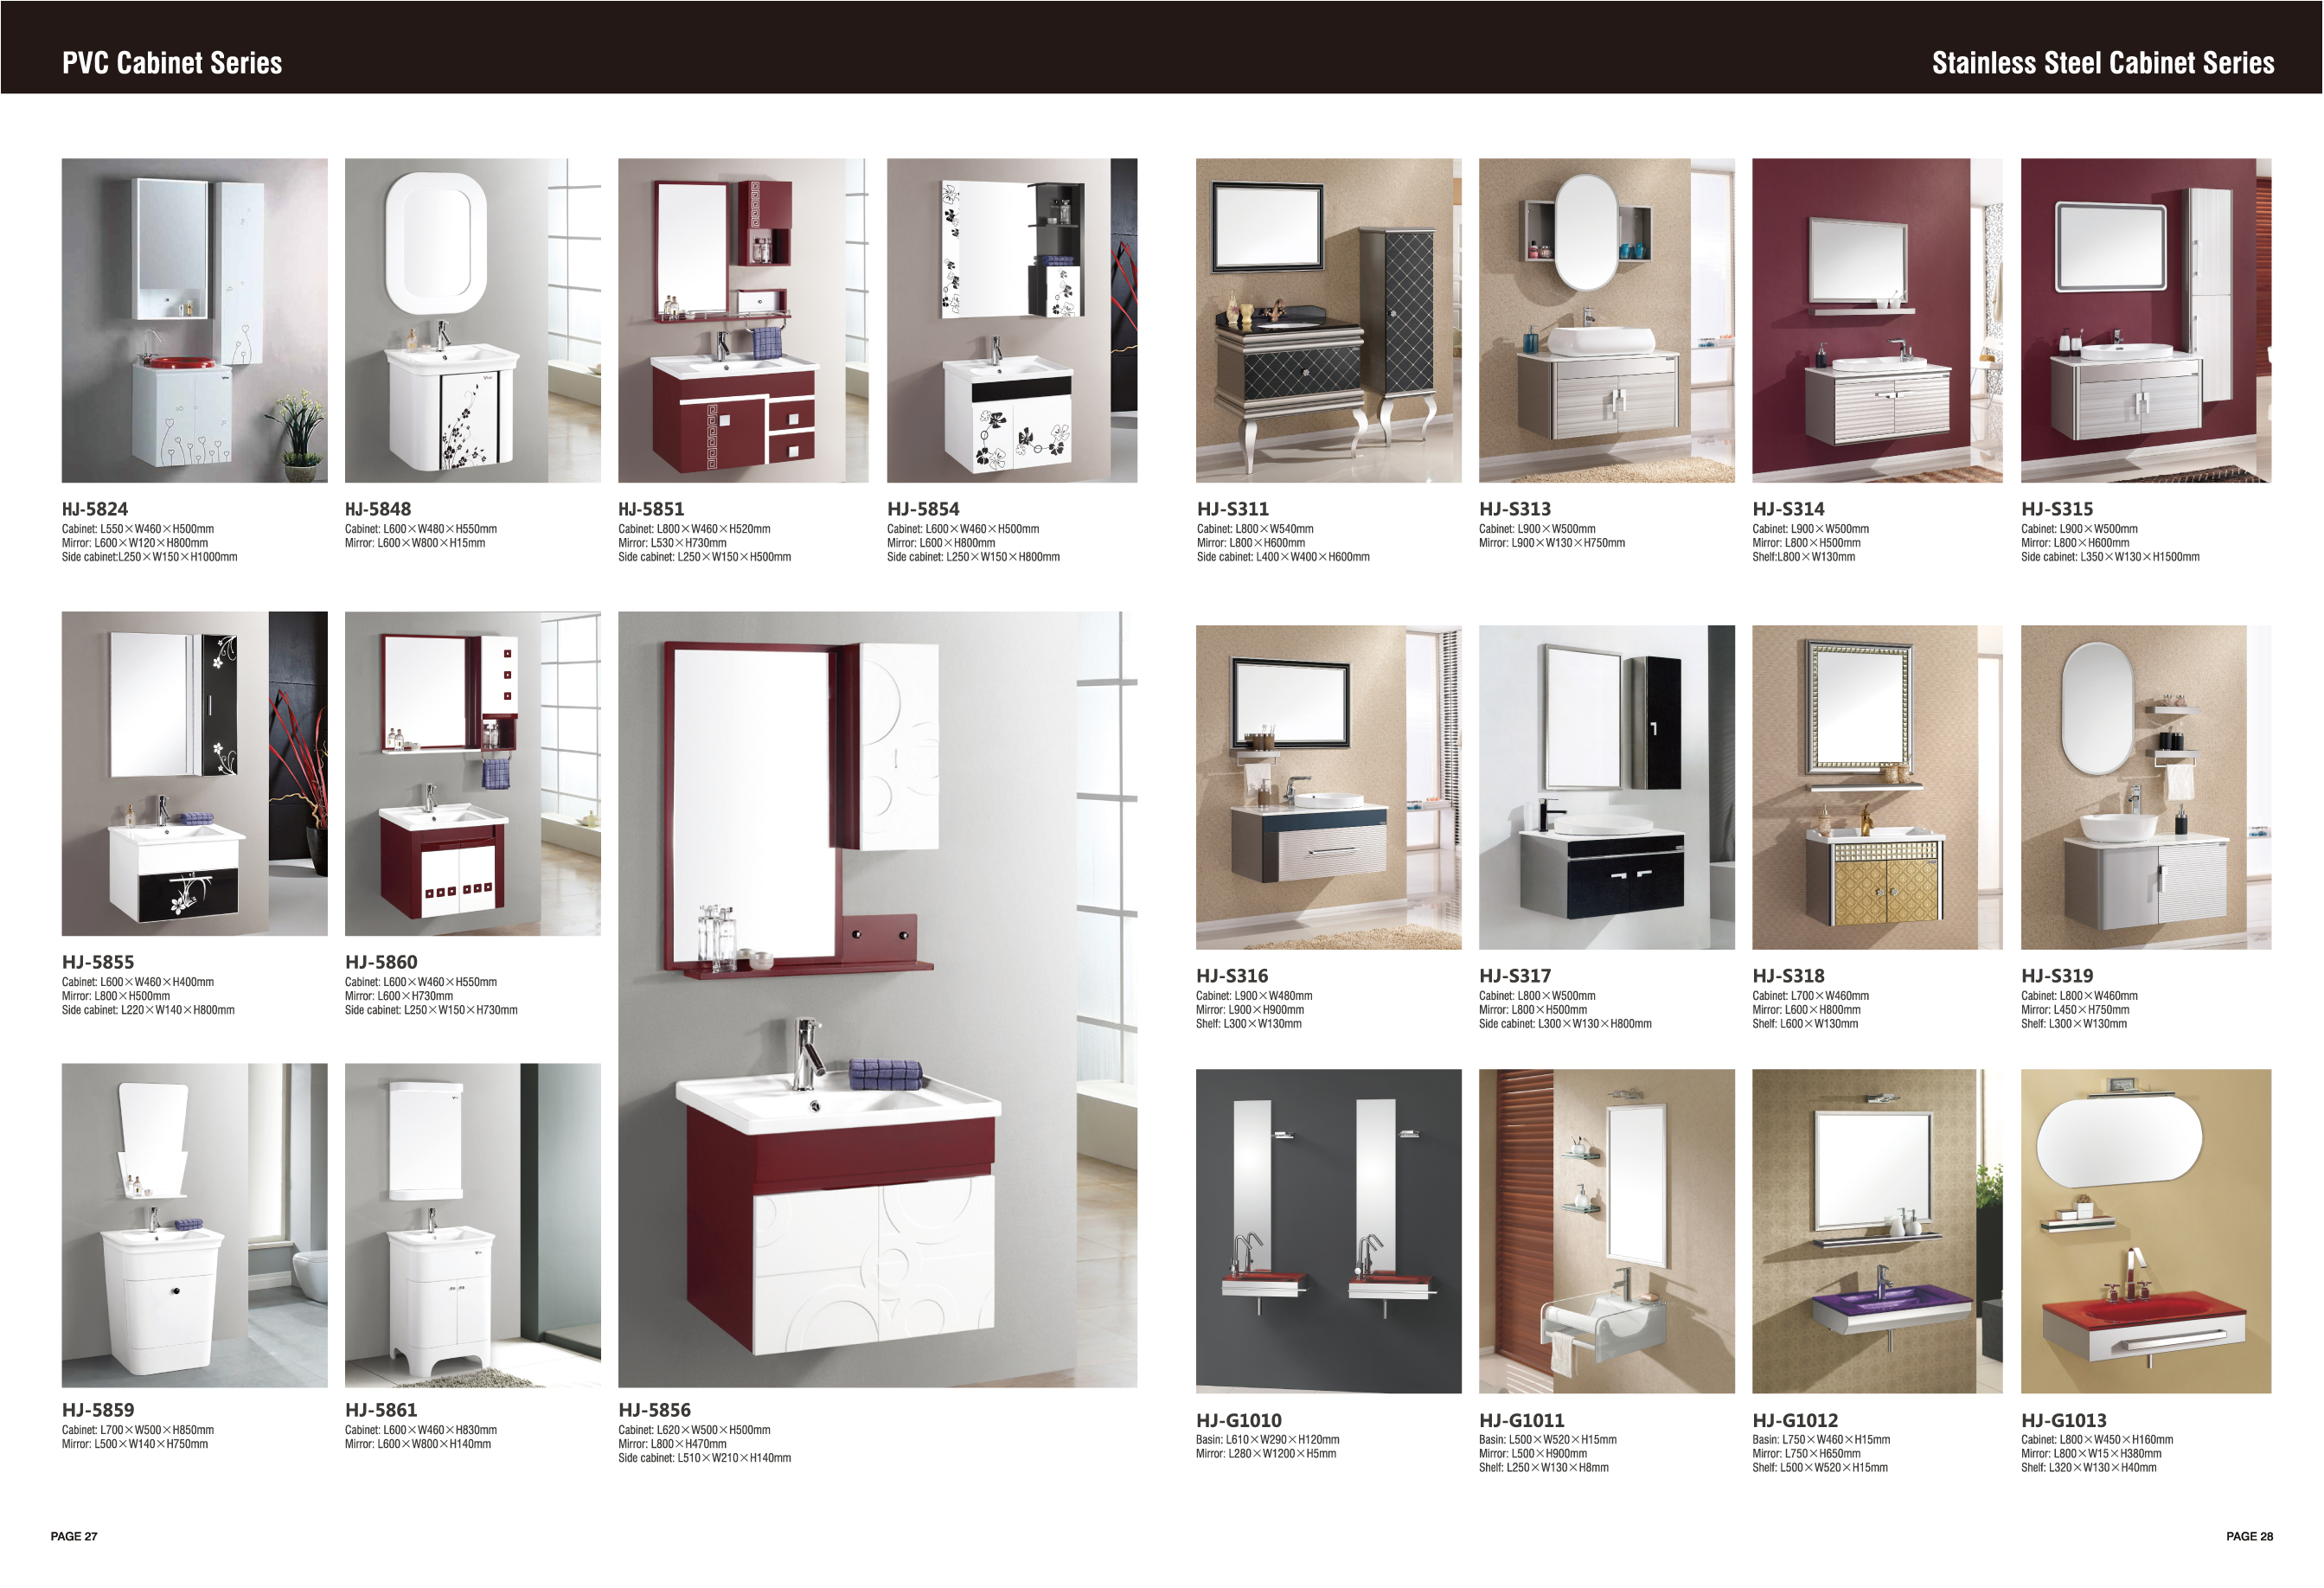 PVC Cabinet Series
Stainless Steel Cabinet Series
HJ-5824
Cabinet: L550×W460×H500mm
Mirror: L600×W120×H800mm
Side cabinet:L250×W150×H1000mm
HJ-5848
Cabinet: L600×W480×H550mm
Mirror: L600×W800×H15mm
HJ-5851
Cabinet: L800×W460×H520mm
Mirror: L530×H730mm
Side cabinet: L250×W150×H500mm
HJ-5854
Cabinet: L600×W460×H500mm
Mirror: L600×H800mm
Side cabinet: L250×W150×H800mm
HJ-5855
Cabinet: L600×W460×H400mm
Mirror: L800×H500mm
Side cabinet: L220×W140×H800mm
HJ-5860
Cabinet: L600×W460×H550mm
Mirror: L600×H730mm
Side cabinet: L250×W150×H730mm
HJ-5859
Cabinet: L700×W500×H850mm
Mirror: L500×W140×H750mm
HJ-5861
Cabinet: L600×W460×H830mm
Mirror: L600×W800×H140mm
HJ-5856
Cabinet: L620×W500×H500mm
Mirror: L800×H470mm
Side cabinet: L510×W210×H140mm
HJ-S311
Cabinet: L800×W540mm
Mirror: L800×H600mm
Side cabinet: L400×W400×H600mm
HJ-S313
Cabinet: L900×W500mm
Mirror: L900×W130×H750mm
HJ-S314
Cabinet: L900×W500mm
Mirror: L800×H500mm
Shelf:L800×W130mm
HJ-S315
Cabinet: L900×W500mm
Mirror: L800×H600mm
Side cabinet: L350×W130×H1500mm
HJ-S316
Cabinet: L900×W480mm
Mirror: L900×H900mm
Shelf: L300×W130mm
HJ-S317
Cabinet: L800×W500mm
Mirror: L800×H500mm
Side cabinet: L300×W130×H800mm
HJ-S318
Cabinet: L700×W460mm
Mirror: L600×H800mm
Shelf: L600×W130mm
HJ-S319
Cabinet: L800×W460mm
Mirror: L450×H750mm
Shelf: L300×W130mm
HJ-G1010
Basin: L610×W290×H120mm
Mirror: L280×W1200×H5mm
HJ-G1011
Basin: L500×W520×H15mm
Mirror: L500×H900mm
Shelf: L250×W130×H8mm
HJ-G1012
Basin: L750×W460×H15mm
Mirror: L750×H650mm
Shelf: L500×W520×H15mm
HJ-G1013
Cabinet: L800×W450×H160mm
Mirror: L800×W15×H380mm
Shelf: L320×W130×H40mm
PAGE 27
PAGE 28